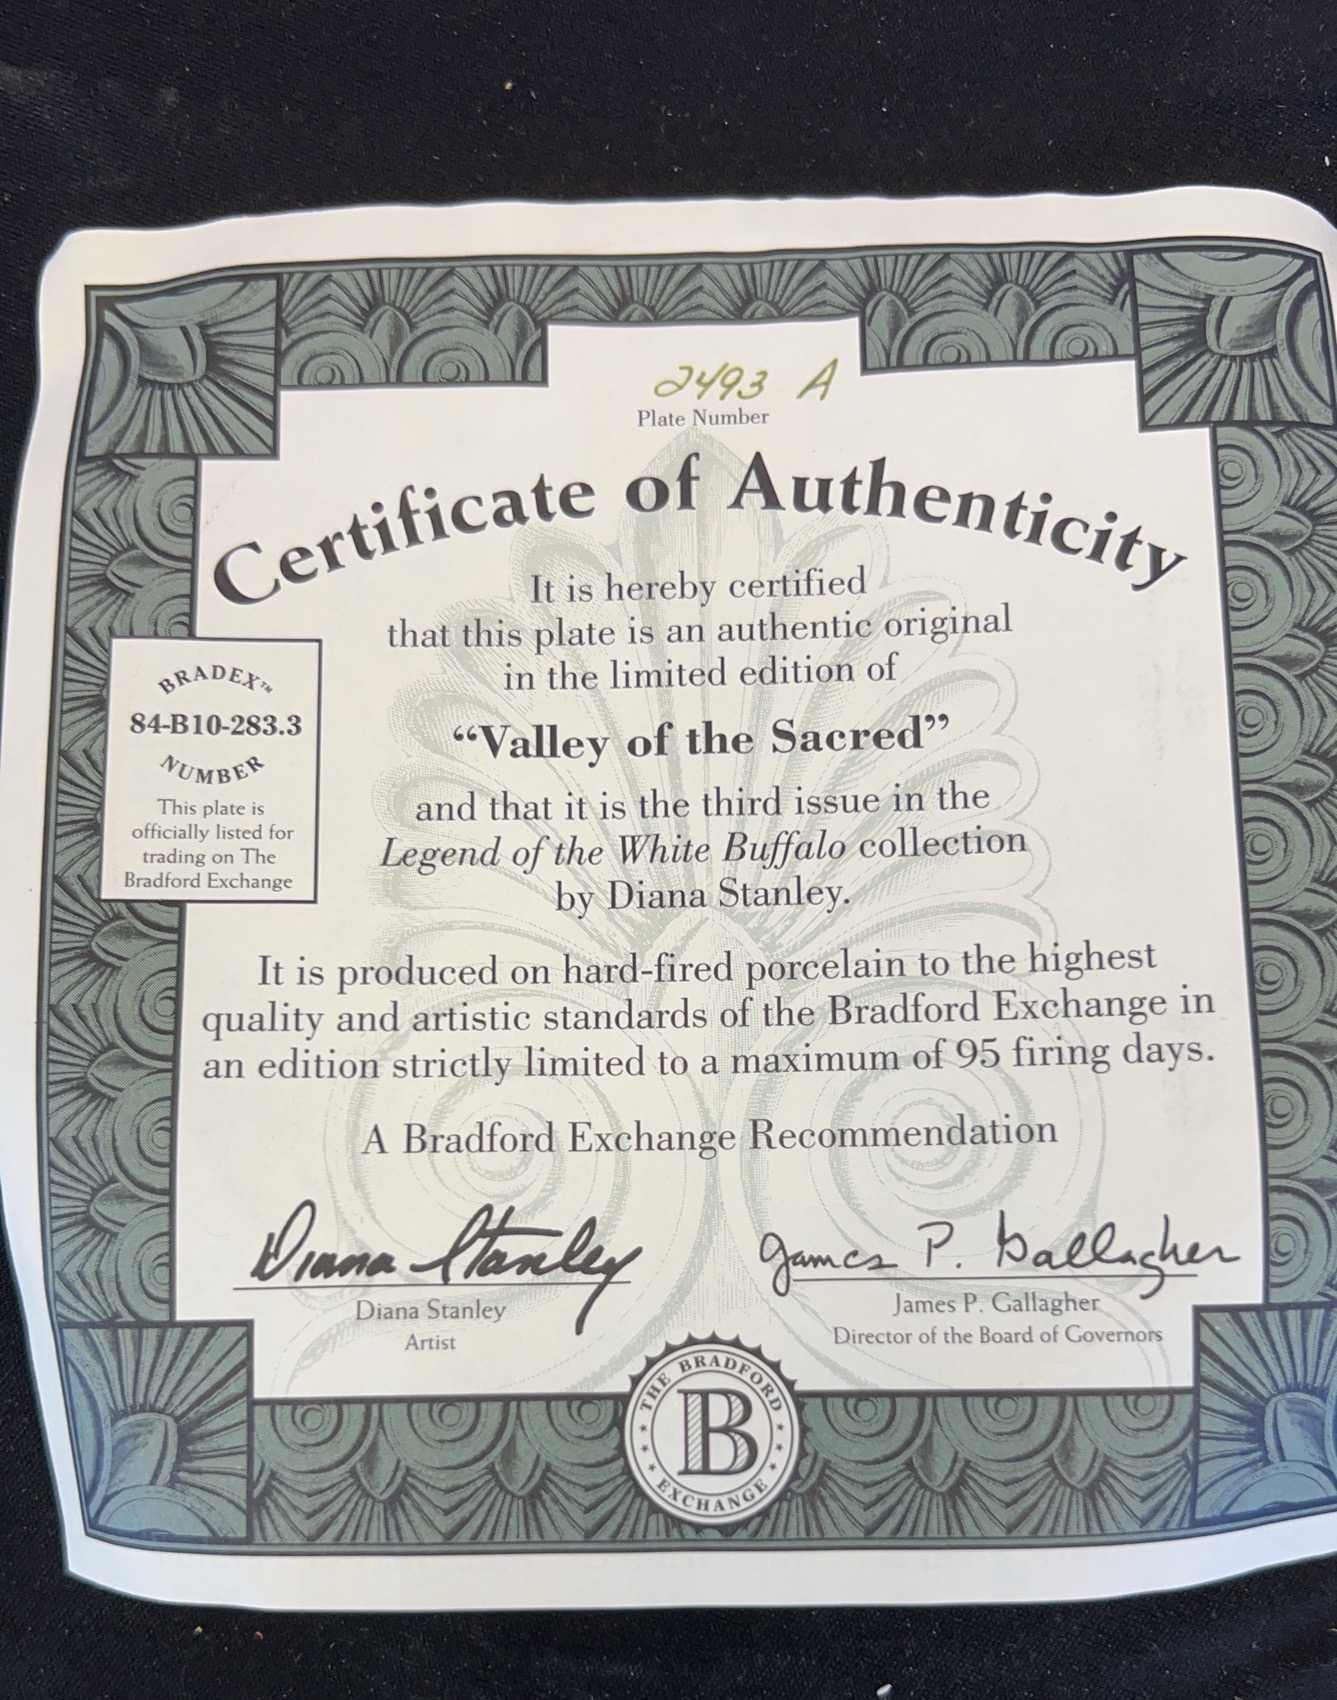 2493 A
Plate Number
Certificate of Authenticity
It is hereby certified
that this plate is an authentic original
in the limited edition of
“Valley of the Sacred”
and that it is the third issue in the
Legend of the White Buffalo collection
by Diana Stanley.
BRADEX™
84-B10-283.3
NUMBER
This plate is
officially listed for
trading on The
Bradford Exchange
It is produced on hard-fired porcelain to the highest
quality and artistic standards of the Bradford Exchange in
an edition strictly limited to a maximum of 95 firing days.
A Bradford Exchange Recommendation
Diana Stanley
Diana Stanley
Artist
James P. Gallagher
James P. Gallagher
Director of the Board of Governors
THE BRADFORD
B
EXCHANGE